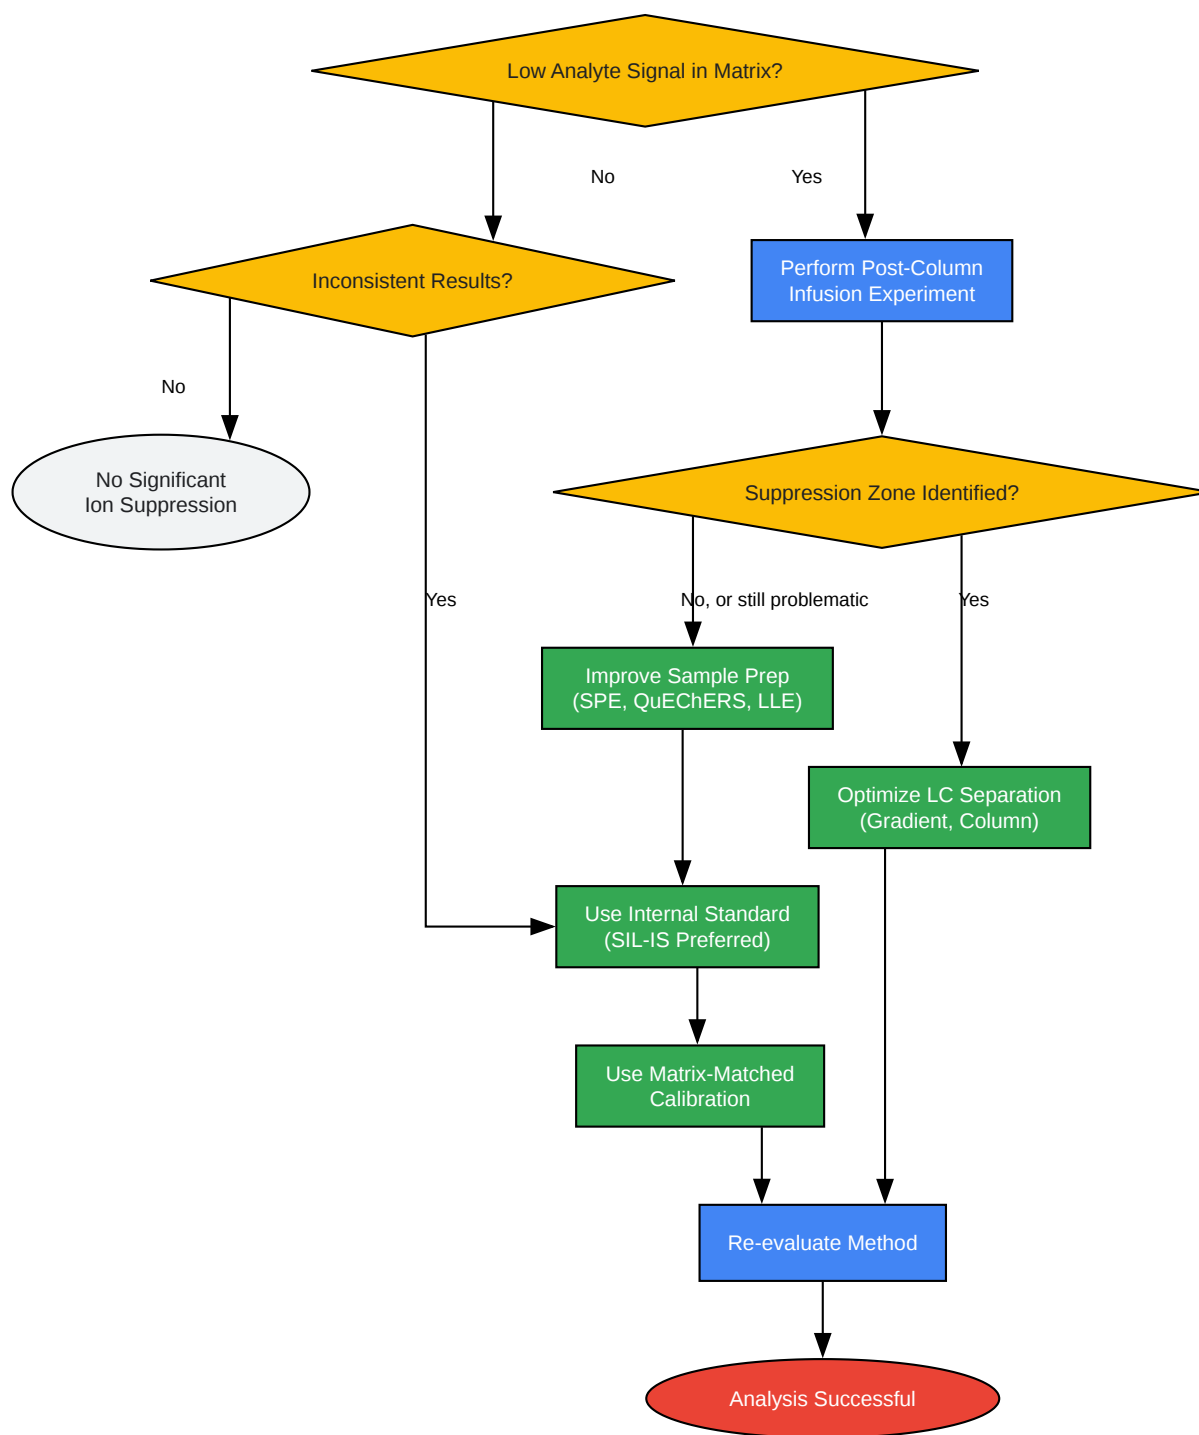 Low Analyte Signal in Matrix?
No
Yes
Inconsistent Results?
Perform Post-Column
Infusion Experiment
No
No Significant
Ion Suppression
Suppression Zone Identified?
Yes
No, or still problematic
Yes
Improve Sample Prep
(SPE, QuEChERS, LLE)
Optimize LC Separation
(Gradient, Column)
Use Internal Standard
(SIL-IS Preferred)
Use Matrix-Matched
Calibration
Re-evaluate Method
Analysis Successful